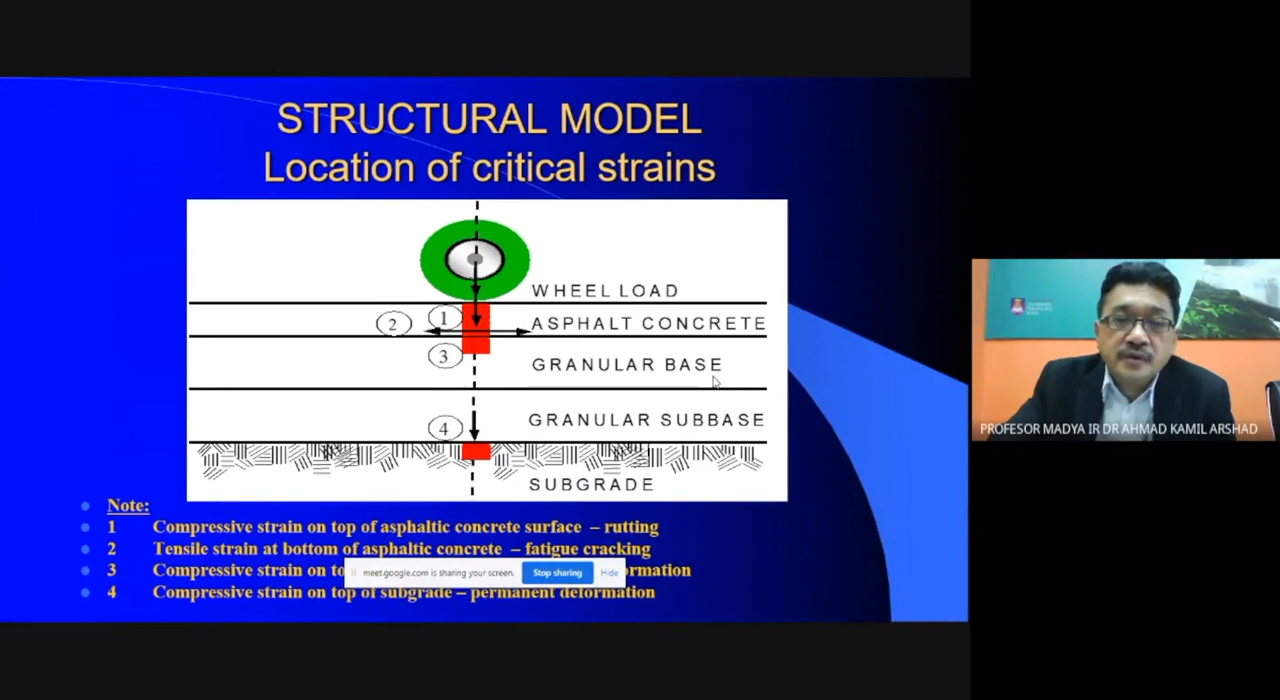 STRUCTURAL MODEL
Location of critical strains
WHEEL LOAD
1
2
ASPHALT CONCRETE
3
GRANULAR BASE
4
GRANULAR SUBBASE
SUBGRADE
Note:
1 Compressive strain on top of asphaltic concrete surface – rutting
2 Tensile strain at bottom of asphaltic concrete – fatigue cracking
3 Compressive strain on
4 Compressive strain on top of subgrade – permanent deformation
meet.google.com is sharing your screen. Stop sharing Hide
PROFESOR MADYA IR DR AHMAD KAMIL ARSHAD